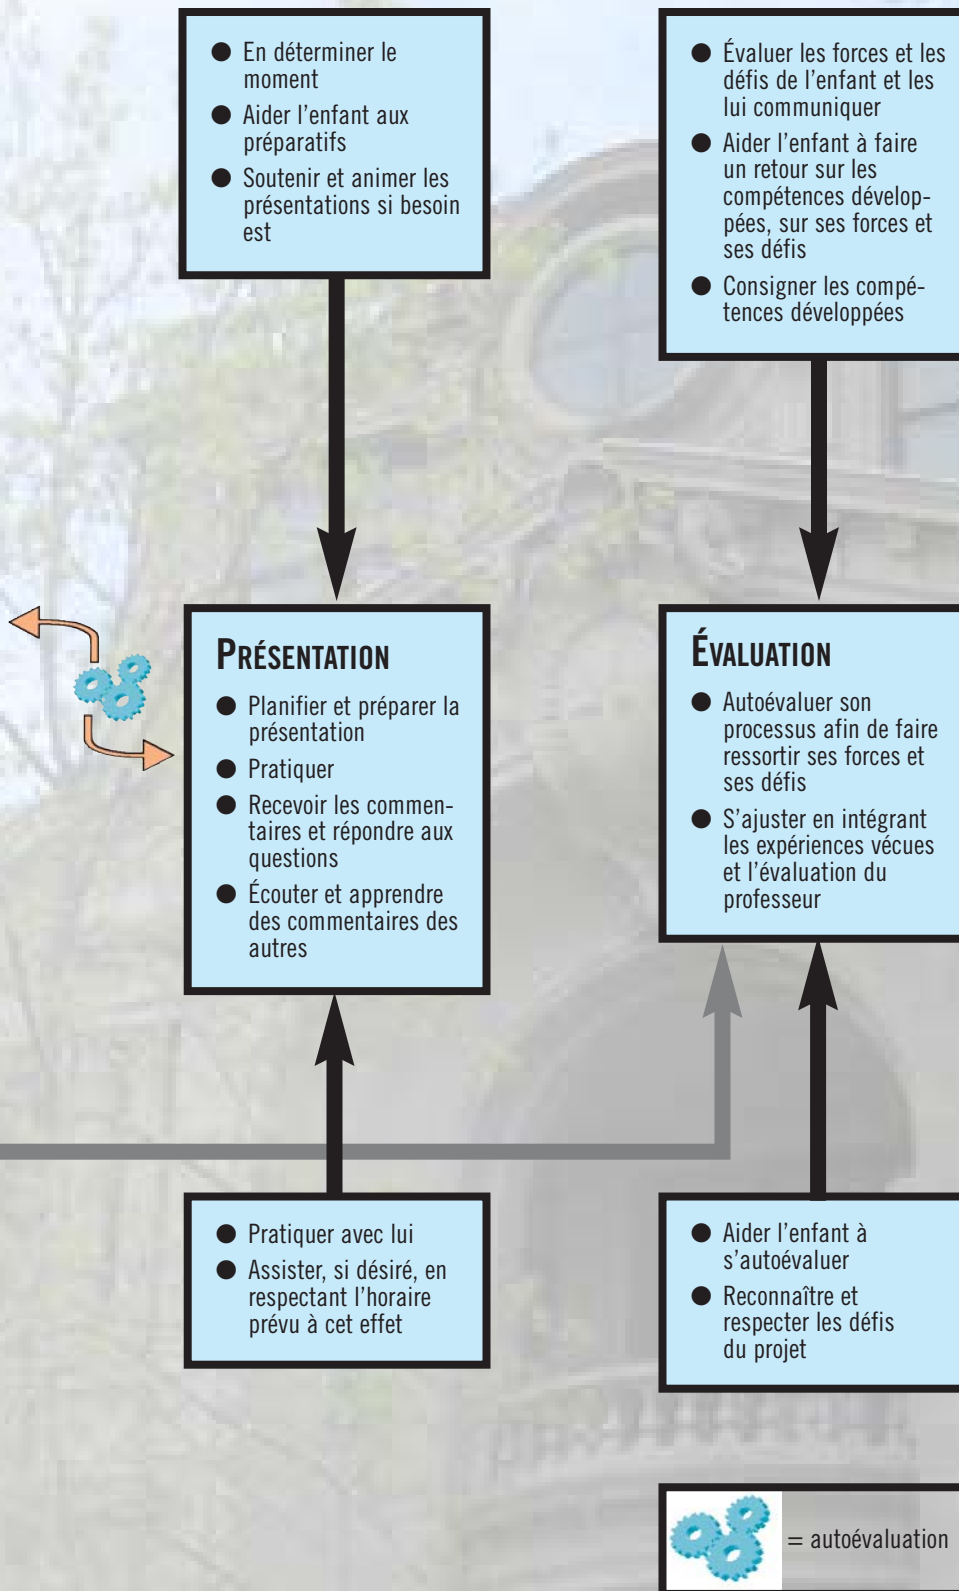 ● En déterminer le
moment
● Aider l'enfant aux
préparatifs
● Soutenir et animer les
présentations si besoin
est
● Évaluer les forces et les
défis de l'enfant et les
lui communiquer
● Aider l'enfant à faire
un retour sur les
compétences dévelop-
pées, sur ses forces et
ses défis
● Consigner les compé-
tences développées
PRÉSENTATION
● Planifier et préparer la
présentation
● Pratiquer
● Recevoir les commen-
taires et répondre aux
questions
● Écouter et apprendre
des commentaires des
autres
ÉVALUATION
● Autoévaluer son
processus afin de faire
ressortir ses forces et
ses défis
● S'ajuster en intégrant
les expériences vécues
et l'évaluation du
professeur
● Pratiquer avec lui
● Assister, si désiré, en
respectant l'horaire
prévu à cet effet
● Aider l'enfant à
s'autoévaluer
● Reconnaître et
respecter les défis
du projet
= autoévaluation